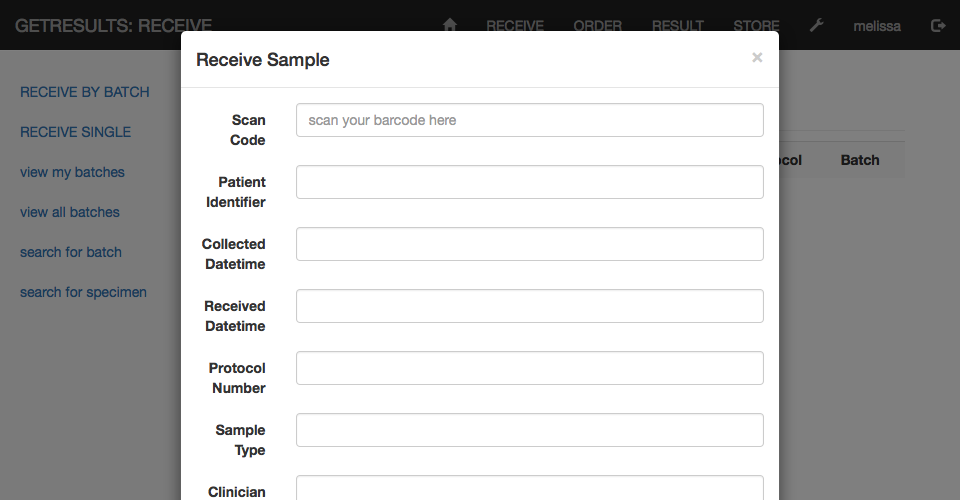 GETRESULTS: RECEIVE
RECEIVE ORDER RESULT STORE melissa
Receive Sample ×
RECEIVE BY BATCH
RECEIVE SINGLE
view my batches
view all batches
search for batch
search for specimen
Scan Code
scan your barcode here
Patient Identifier
Collected Datetime
Received Datetime
Protocol Number
Sample Type
Clinician
ocol Batch